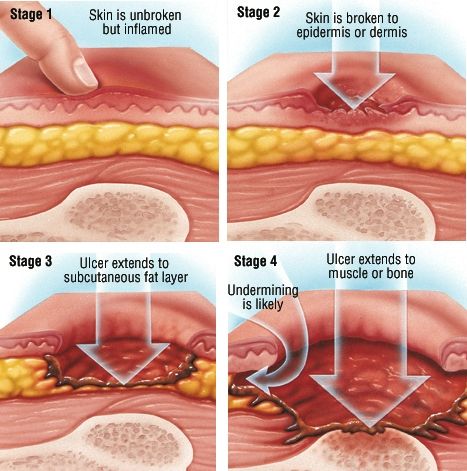 Stage 1
Skin is unbroken
but inflamed
Stage 2
Skin is broken to
epidermis or dermis
Stage 3
Ulcer extends to
subcutaneous fat layer
Stage 4
Ulcer extends to
muscle or bone
Undermining
is likely